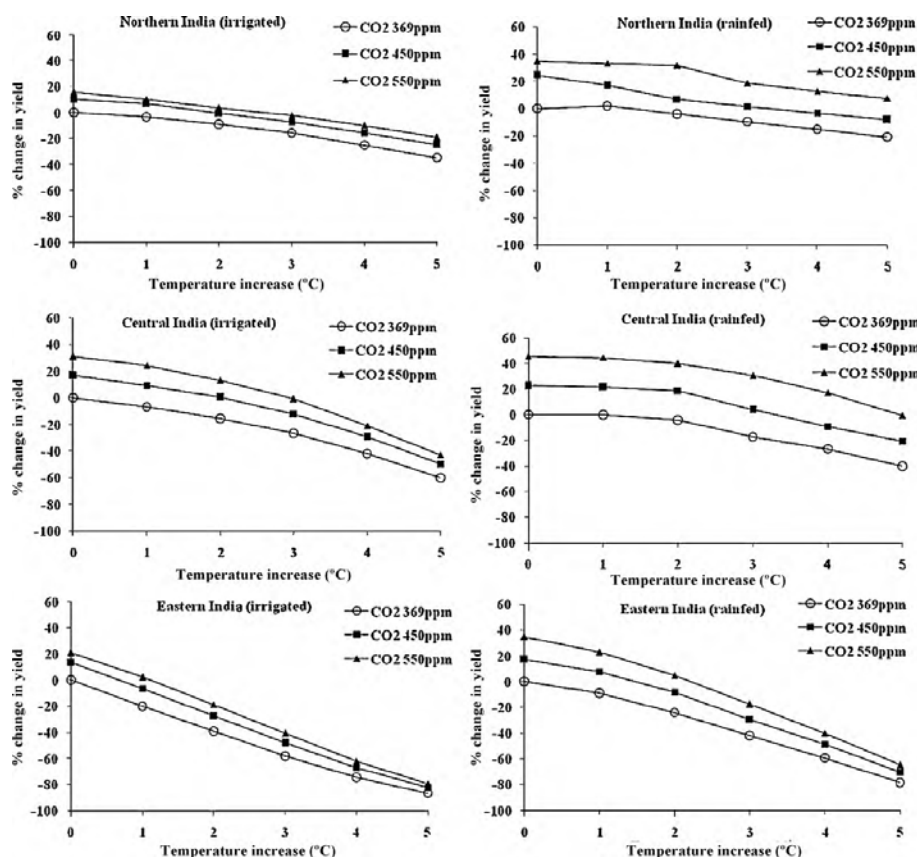 Northern India (irrigated)
CO2 369ppm
CO2 450ppm
CO2 550ppm
% change in yield
60
40
20
0
-20
-40
-60
-80
-100
0 1 2 3 4 5
Temperature increase (ºC)
Northern India (rainfed)
CO2 369ppm
CO2 450ppm
CO2 550ppm
% change in yield
60
40
20
0
-20
-40
-60
-80
-100
0 1 2 3 4 5
Temperature increase (ºC)
Central India (irrigated)
CO2 369ppm
CO2 450ppm
CO2 550ppm
% change in yield
60
40
20
0
-20
-40
-60
-80
-100
0 1 2 3 4 5
Temperature increase (ºC)
Central India (rainfed)
CO2 369ppm
CO2 450ppm
CO2 550ppm
% change in yield
60
40
20
0
-20
-40
-60
-80
-100
0 1 2 3 4 5
Temperature increase (ºC)
Eastern India (irrigated)
CO2 369ppm
CO2 450ppm
CO2 550ppm
% change in yield
60
40
20
0
-20
-40
-60
-80
-100
0 1 2 3 4 5
Temperature increase (ºC)
Eastern India (rainfed)
CO2 369ppm
CO2 450ppm
CO2 550ppm
% change in yield
60
40
20
0
-20
-40
-60
-80
-100
0 1 2 3 4 5
Temperature increase (ºC)